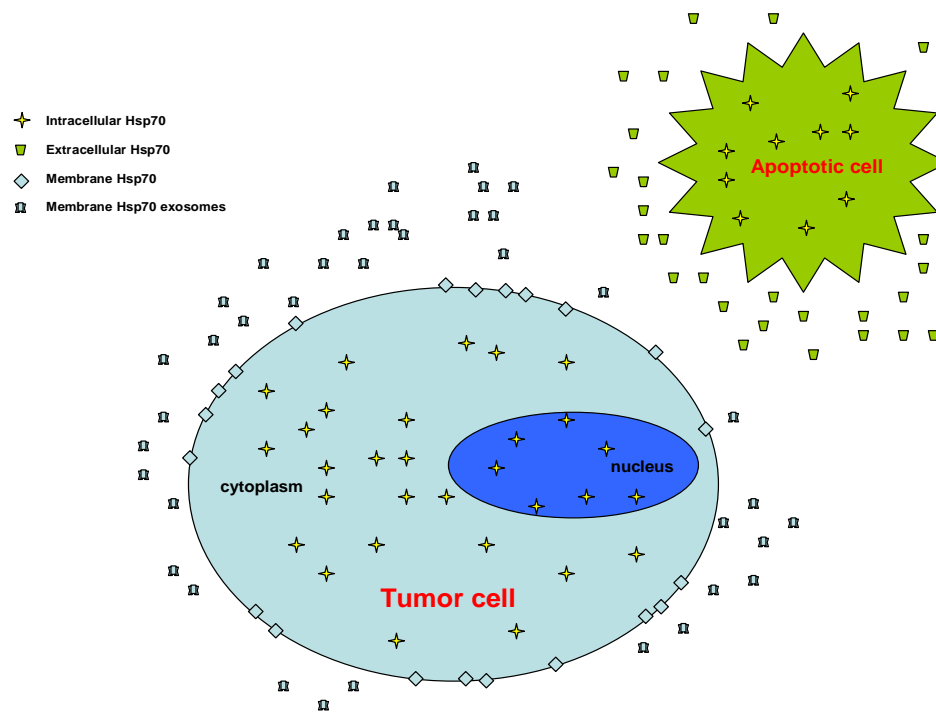 Intracellular Hsp70
Extracellular Hsp70
Membrane Hsp70
Membrane Hsp70 exosomes
Apoptotic cell
nucleus
cytoplasm
Tumor cell